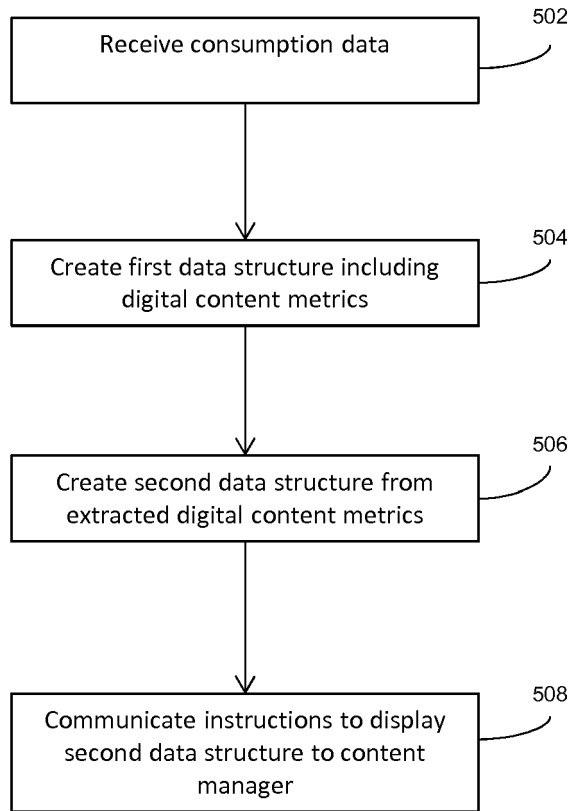 502
Receive consumption data
504
Create first data structure including
digital content metrics
506
Create second data structure from
extracted digital content metrics
508
Communicate instructions to display
second data structure to content
manager